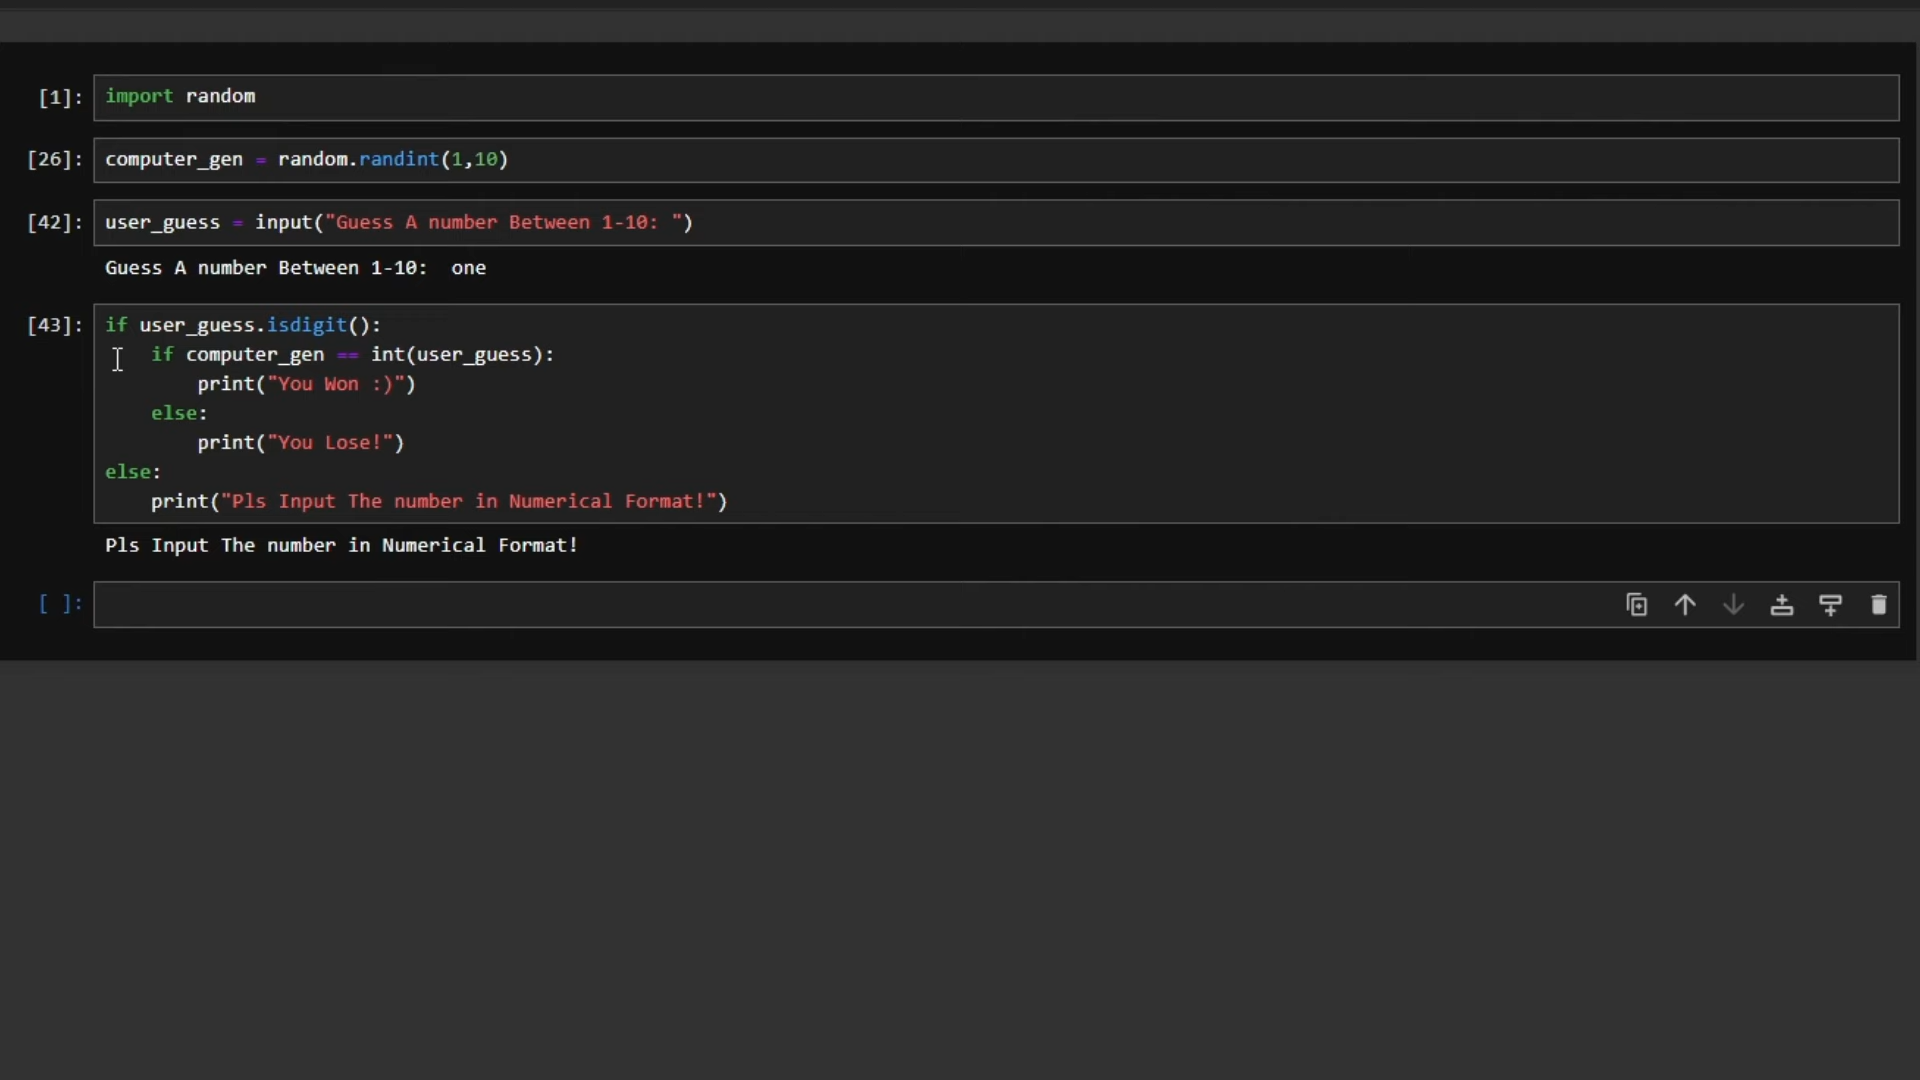 [1]: import random
[26]: computer_gen = random.randint(1,10)
[42]: user_guess = input("Guess A number Between 1-10: ")
Guess A number Between 1-10:  one
[43]: if user_guess.isdigit():
    if computer_gen == int(user_guess):
        print("You Won :)")
    else:
        print("You Lose!")
else:
    print("Pls Input The number in Numerical Format!")
Pls Input The number in Numerical Format!
[ ]: